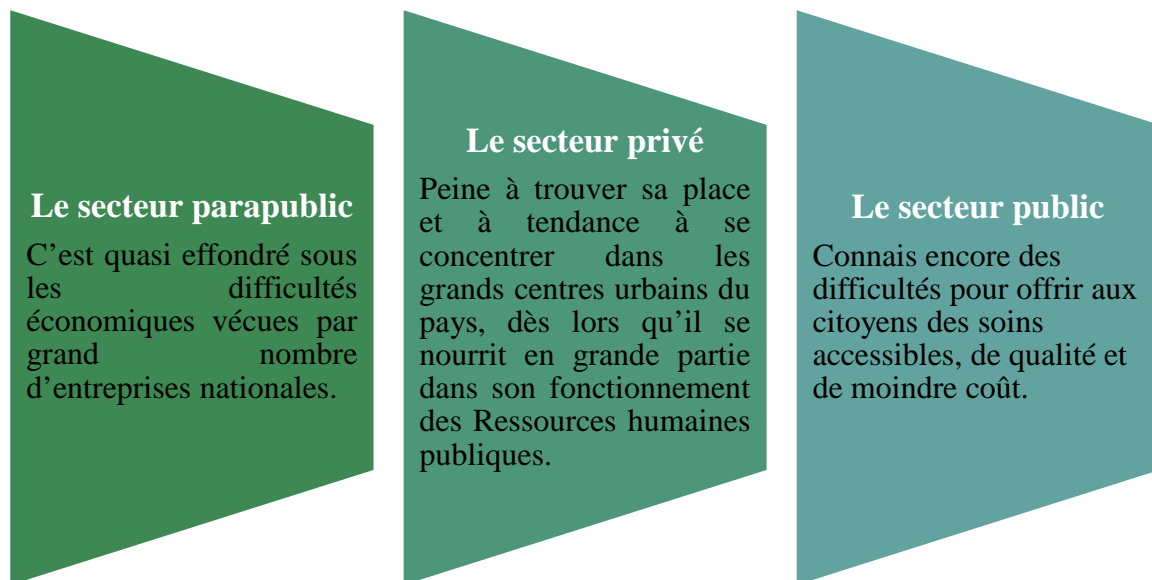 Le secteur parapublic
C’est quasi effondré sous
les difficultés
économiques vécues par
grand nombre
d’entreprises nationales.
Le secteur privé
Peine à trouver sa place
et à tendance à se
concentrer dans les
grands centres urbains du
pays, dès lors qu’il se
nourrit en grande partie
dans son fonctionnement
des Ressources humaines
publiques.
Le secteur public
Connais encore des
difficultés pour offrir aux
citoyens des soins
accessibles, de qualité et
de moindre coût.